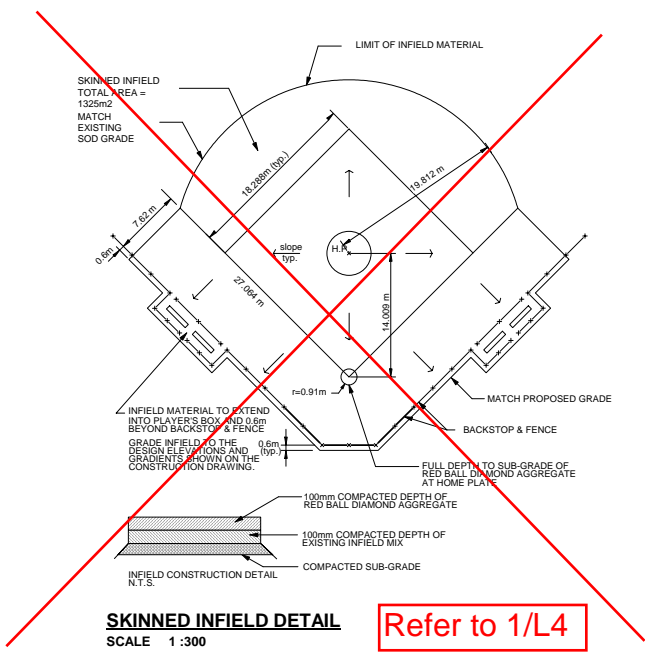 LIMIT OF INFIELD MATERIAL
SKINNED INFIELD
TOTAL AREA =
1325m2
MATCH
EXISTING
SOD GRADE
18.288m (typ.)
19.812 m
7.62 m
0.6m
slope
typ.
H.P.
27.064 m
14.009 m
r=0.91m
MATCH PROPOSED GRADE
INFIELD MATERIAL TO EXTEND
INTO PLAYER'S BOX AND 0.6m
BEYOND BACKSTOP & FENCE
GRADE INFIELD TO THE
DESIGN ELEVATIONS AND
GRADIENTS SHOWN ON THE
CONSTRUCTION DRAWING.
0.6m
(typ.)
BACKSTOP & FENCE
FULL DEPTH TO SUB-GRADE OF
RED BALL DIAMOND AGGREGATE
AT HOME PLATE
100mm COMPACTED DEPTH OF
RED BALL DIAMOND AGGREGATE
100mm COMPACTED DEPTH OF
EXISTING INFIELD MIX
COMPACTED SUB-GRADE
INFIELD CONSTRUCTION DETAIL
N.T.S.
SKINNED INFIELD DETAIL
SCALE 1 :300
Refer to 1/L4